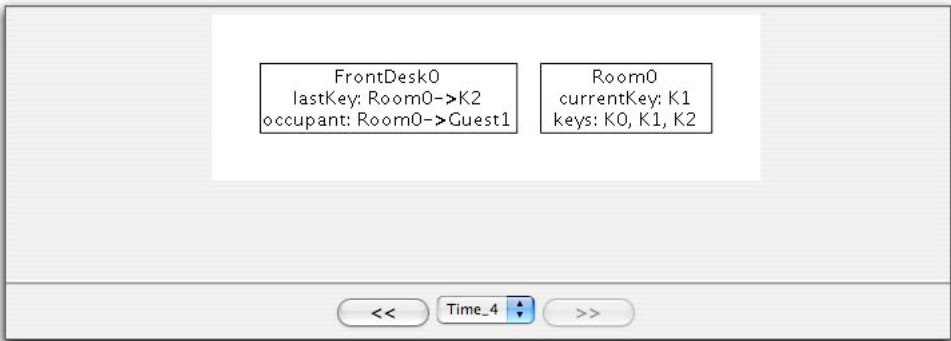 FrontDesk0
lastKey: Room0->K2
occupant: Room0->Guest1
Room0
currentKey: K1
keys: K0, K1, K2
<< Time_4 >>